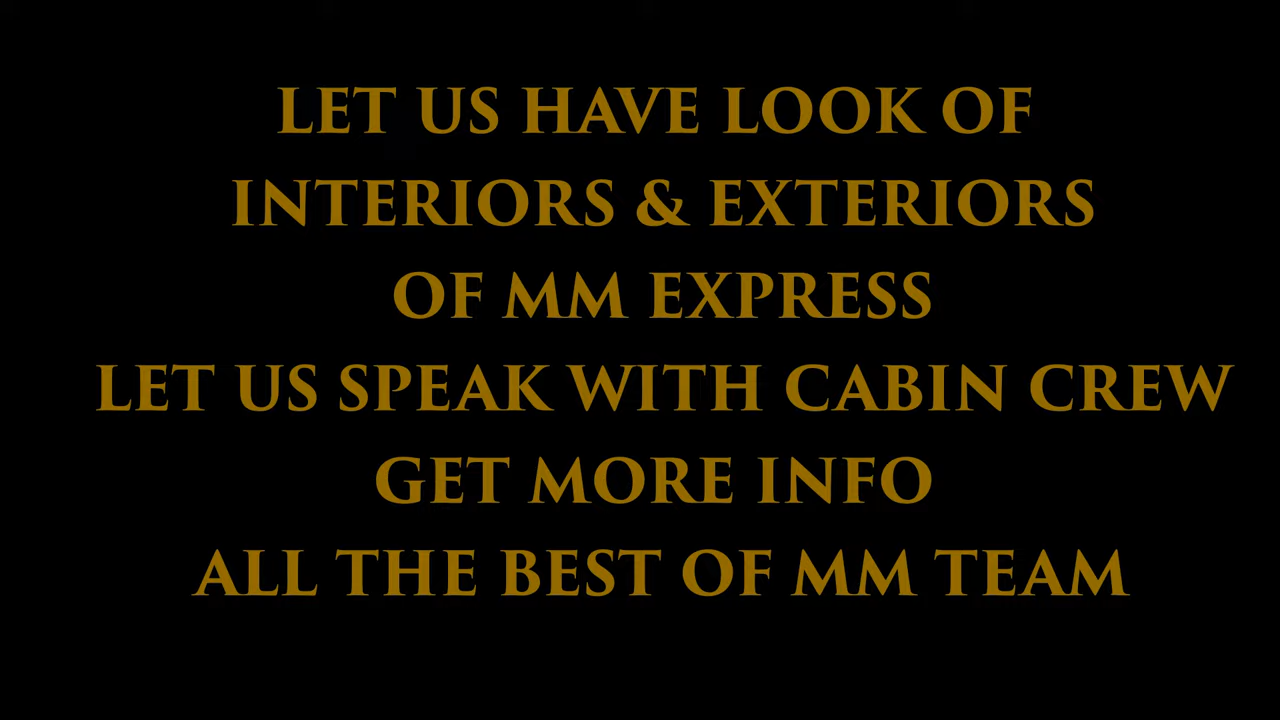 LET US HAVE LOOK OF
INTERIORS & EXTERIORS
OF MM EXPRESS
LET US SPEAK WITH CABIN CREW
GET MORE INFO
ALL THE BEST OF MM TEAM